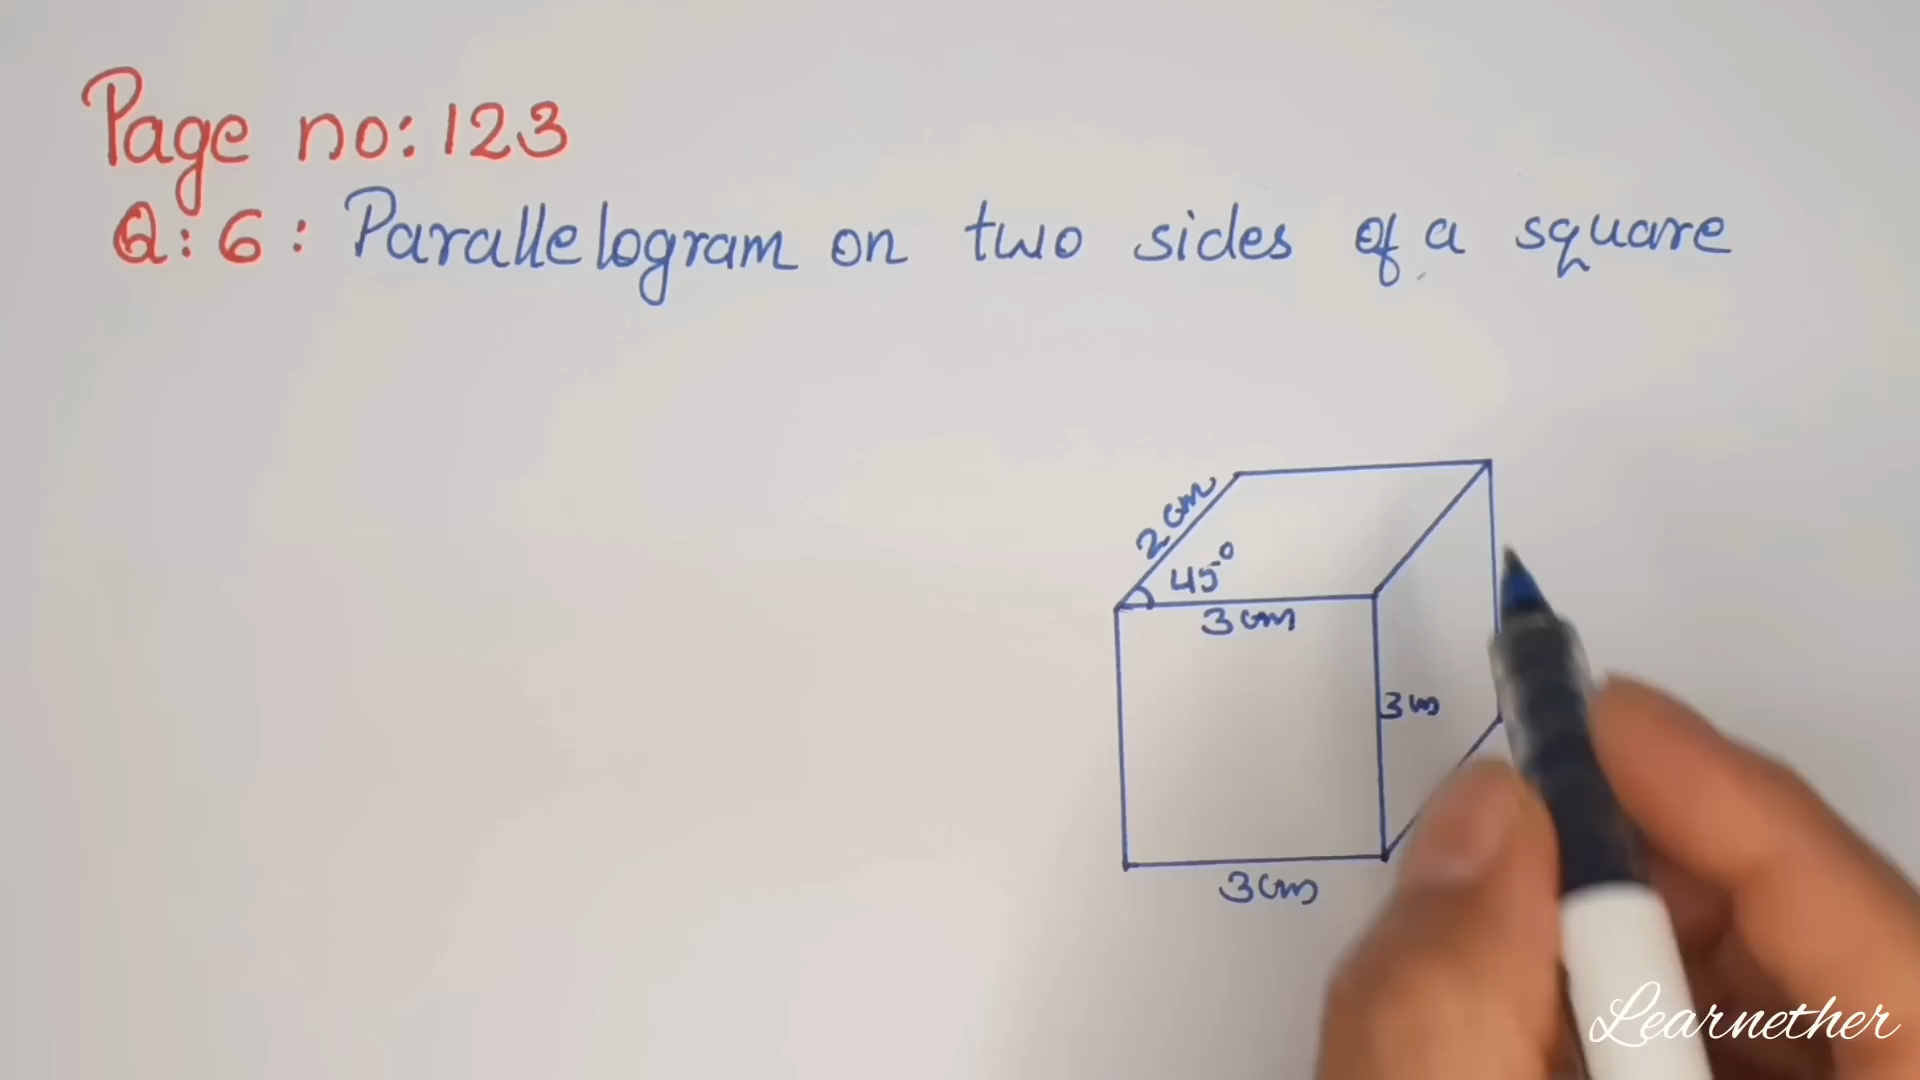 Page no: 123
Q: 6: Parallelogram on two sides of a square
2 cm
45°
3 cm
3 cm
3 cm
Learnether